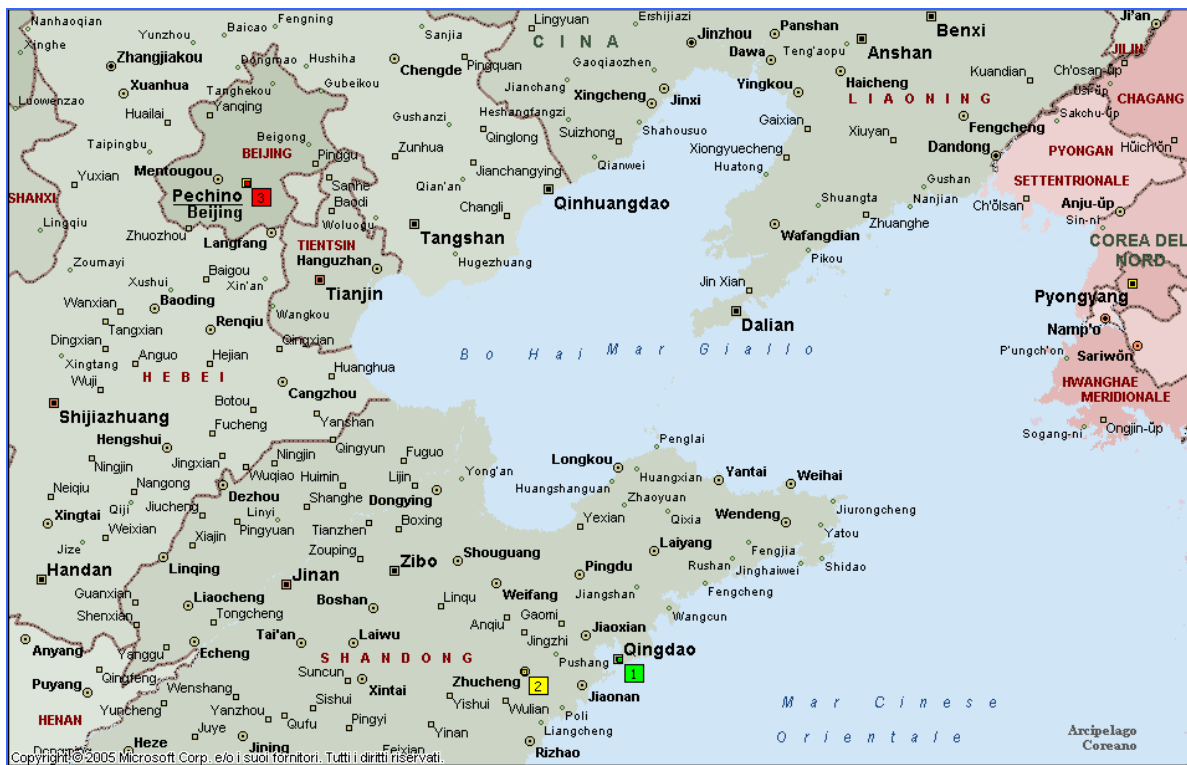 Nanhaoqian
Baicao
Fengning
Yunzhou
Sanjia
Lingyuan
Ershijiazi
Panshan
Benxi
Ji'an
Xinghe
Zhangjiakou
Dongmao
Hushiha
Chengde
Pingquan
CINA
Jinzhou
Dawa
Teng'aopu
Anshan
JILIN
Gaoqiaozhen
Xuanhua
Tanghekou
Gubeikou
Jianchang
Yingkou
Haicheng
Kuandian
Ch'osan-üp
Usi-üp
CHAGANG
Luowenzao
Yanqing
Heshangfangzi
Xingcheng
Jinxi
LIAONING
Huailai
Gushanzi
Qinglong
Suizhong
Shahousuo
Gaixian
Xiuyan
Fengcheng
Sakchu-üp
Hŭich'ŏn
Taipingbu
Beigong
BEIJING
Pinggu
Zunhua
Jianchangying
Qianwei
Xiongyuecheng
Huatong
Dandong
PYONGAN
SETTENTRIONALE
Mentougou
Yuxian
Sanhe
Qian'an
Gushan
SHANXI
Pechino
Beijing
3
Baodi
Changli
Qinhuangdao
Shuangta
Nanjian
Ch'ŏlsan
Anju-üp
Lingqiu
Zhuozhou
Langfang
Woluogu
Tangshan
Zhuanghe
Sin-ni
TIENTSIN
Hanguzhan
Wafangdian
COREA DEL
NORD
Zoumayi
Baigou
Hugezhuang
Pikou
Xushui
Xin'an
Tianjin
Jin Xian
Pyongyang
Wanxian
Baoding
Wangkou
Dalian
Tangxian
Renqiu
Namp'o
Dingxian
Qingxian
Bo Hai
Mar Giallo
P'ungch'on
Sariwŏn
Xingtang
Anguo
Hejian
Huanghua
Wuji
HEBEI
Cangzhou
HWANGHAE
MERIDIONALE
Shijiazhuang
Botou
Yanshan
Fucheng
Ongjin-üp
Sogang-ni
Hengshui
Qingyun
Penglai
Ningjin
Jingxian
Ningjin
Fuguo
Longkou
Wuqiao
Huimin
Lijin
Yong'an
Huangxian
Yantai
Weihai
Neiqiu
Nangong
Dezhou
Shanghe
Dongying
Huangshanguan
Zhaoyuan
Qiji
Jiucheng
Linyi
Jiurongcheng
Xingtai
Weixian
Pingyuan
Tianzhen
Boxing
Yexian
Qixia
Wendeng
Yatou
Jize
Xiajin
Zouping
Shouguang
Laiyang
Fengjia
Handan
Linqing
Jinan
Zibo
Pingdu
Rushan
Jinghaiwei
Shidao
Guanxian
Weifang
Jiangshan
Fengcheng
Liaocheng
Boshan
Linqu
Shenxian
Tongcheng
Anqiu
Gaomi
Wangcun
Anyang
Yanggu
Echeng
Tai'an
Laiwu
Jingzhi
Jiaoxian
Qingdao
SHANDONG
Pushang
1
Qingfeng
Suncun
Puyang
Wenshang
Xintai
Zhucheng
2
Jiaonan
HENAN
Yuncheng
Yanzhou
Sishui
Yishui
Wulian
Poli
Mar Cinese
Orientale
Juye
Qufu
Pingyi
Yinan
Liangcheng
Arcipelago
Coreano
Heze
Jining
Feixian
Rizhao
Copyright © 2005 Microsoft Corp. e/o i suoi fornitori. Tutti i diritti riservati.